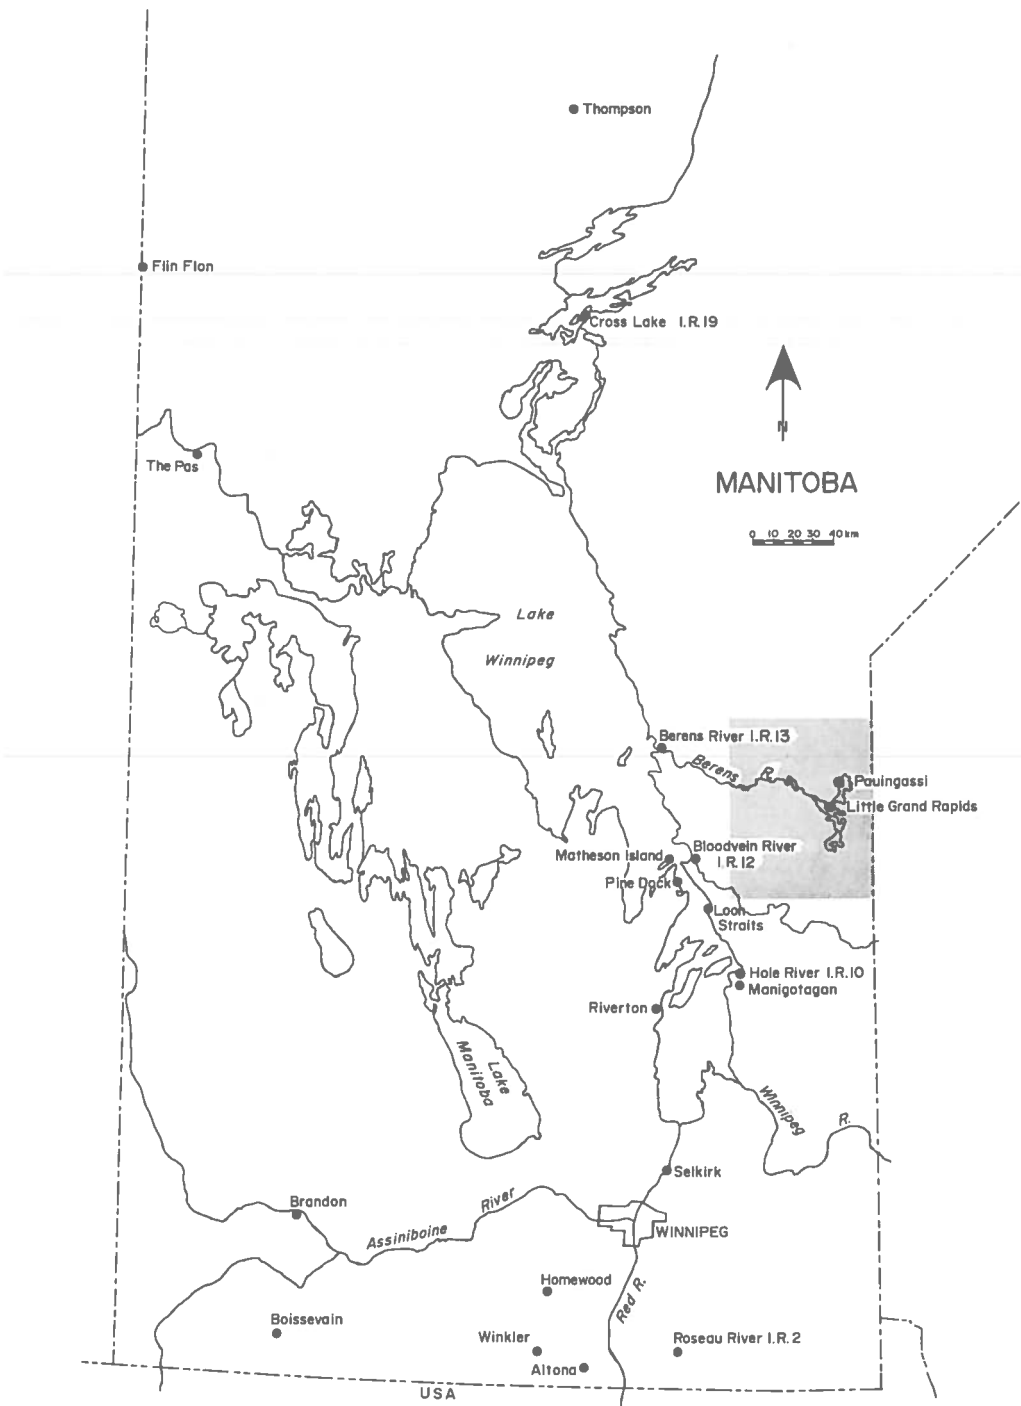 Thompson
Flin Flon
Cross Lake I.R.19
N
The Pas
MANITOBA
0 10 20 30 40 km
Lake
Winnipeg
Berens River I.R.13
Berens R.
Pauingassi
Little Grand Rapids
Bloodvein River
I.R.12
Matheson Island
Pine Dock
Loon
Straits
Hole River I.R.10
Manigotagan
Riverton
Lake
Manitoba
Winnipeg R.
Selkirk
Brandon
River
Assiniboine
WINNIPEG
Homewood
Red R.
Boissevain
Winkler
Roseau River I.R.2
Altona
USA